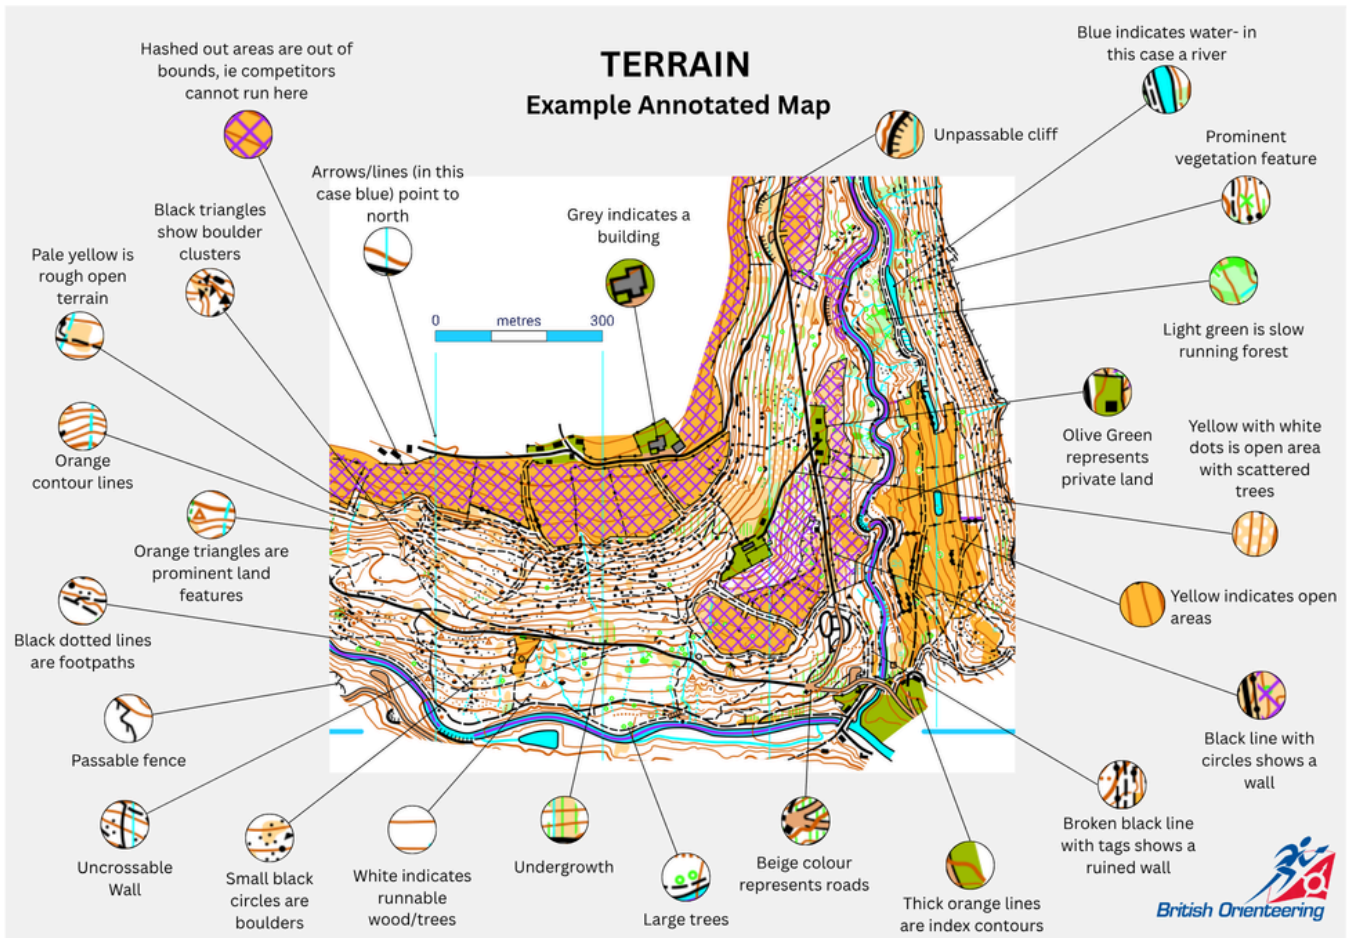 TERRAIN
Example Annotated Map
Hashed out areas are out of
bounds, ie competitors
cannot run here
Arrows/lines (in this
case blue) point to
north
Black triangles
show boulder
clusters
Pale yellow is
rough open
terrain
Orange
contour lines
Orange triangles are
prominent land
features
Black dotted lines
are footpaths
Passable fence
Uncrossable
Wall
Small black
circles are
boulders
White indicates
runnable
wood/trees
Undergrowth
Large trees
Beige colour
represents roads
Thick orange lines
are index contours
Grey indicates a
building
0 metres 300
Unpassable cliff
Blue indicates water- in
this case a river
Prominent
vegetation feature
Light green is slow
running forest
Olive Green
represents
private land
Yellow with white
dots is open area
with scattered
trees
Yellow indicates open
areas
Black line with
circles shows a
wall
Broken black line
with tags shows a
ruined wall
British Orienteering